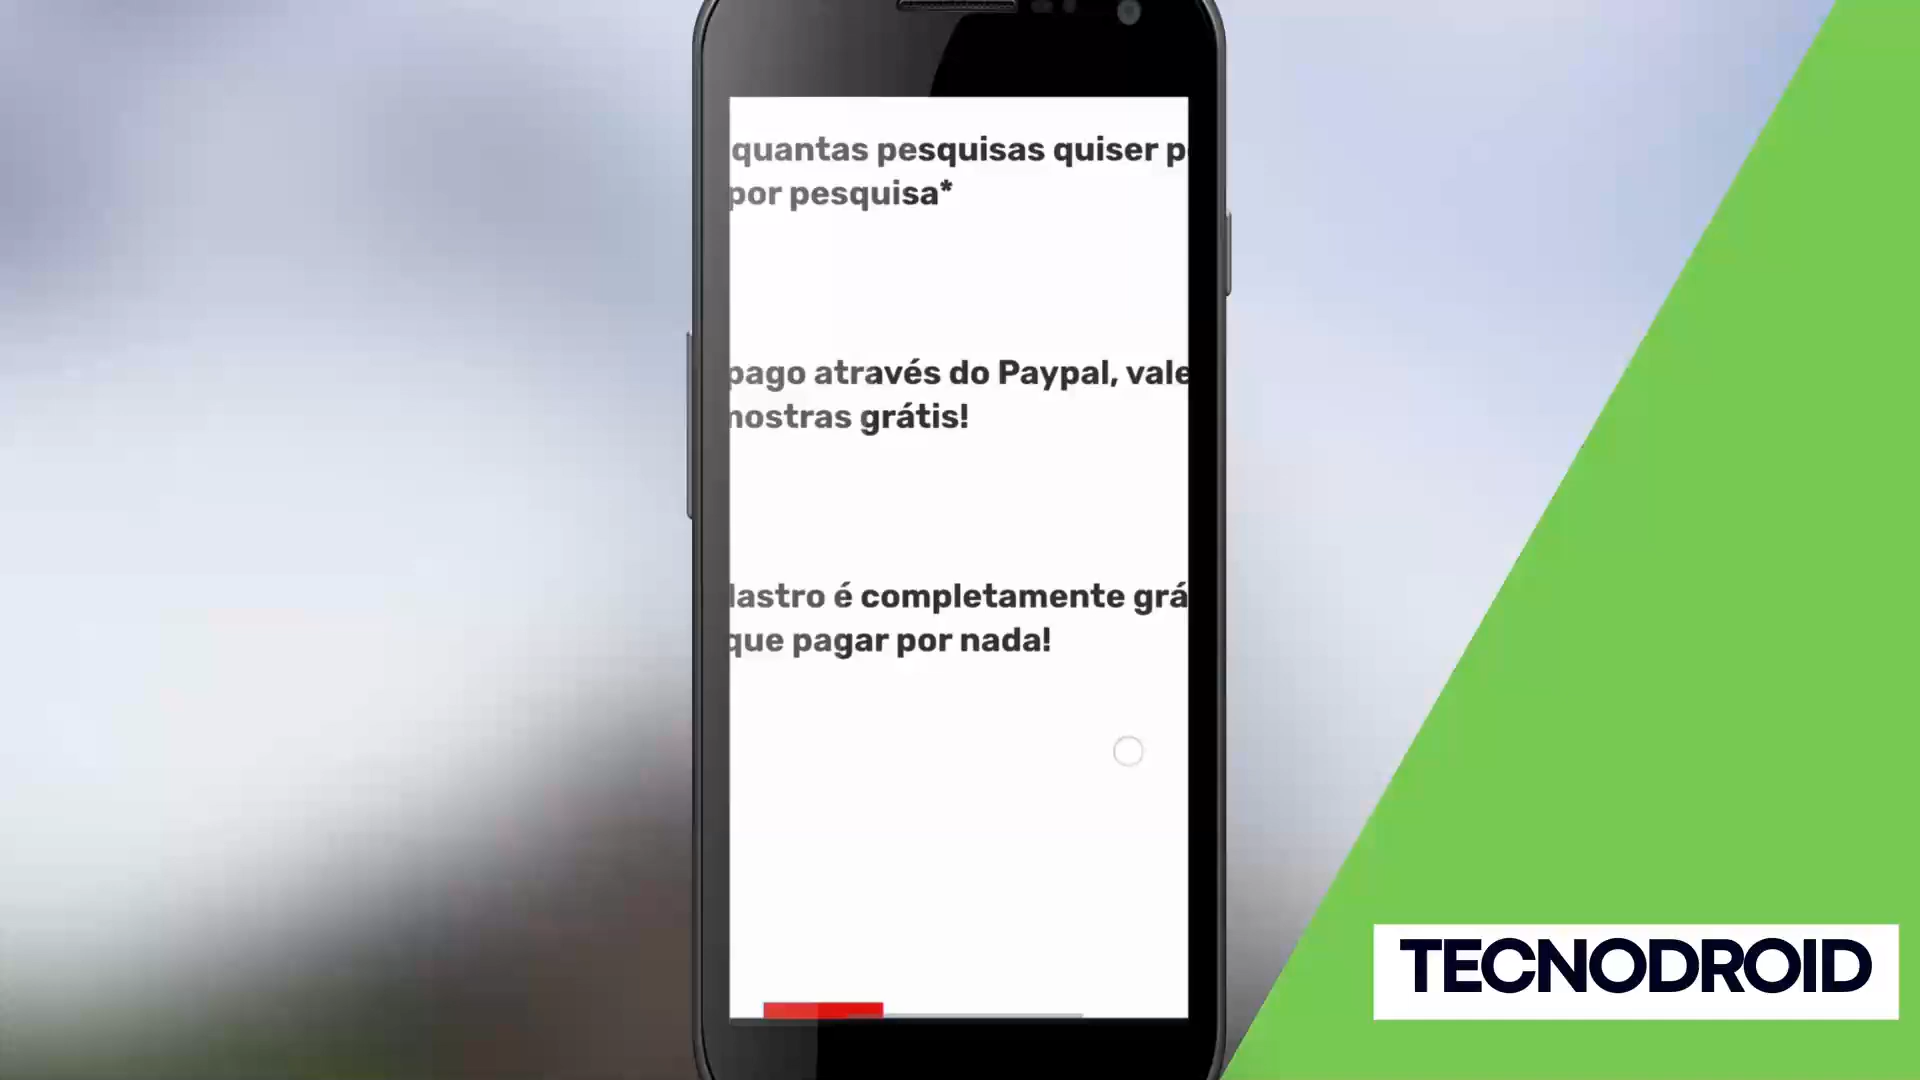 quantas pesquisas quiser p
por pesquisa*
pago através do Paypal, vale
nostras grátis!
lastro é completamente grá
que pagar por nada!
TECNODROID